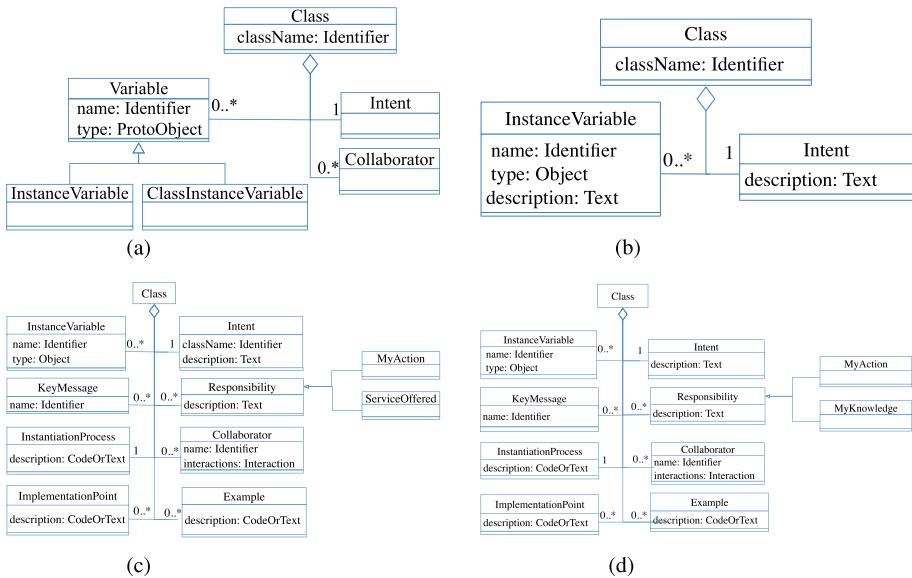 Class
className: Identifier
Variable
name: Identifier
type: ProtoObject
0..*
1
Intent
0.*
Collaborator
InstanceVariable
ClassInstanceVariable
(a)
Class
className: Identifier
InstanceVariable
name: Identifier
type: Object
description: Text
0..*
1
Intent
description: Text
(b)
Class
InstanceVariable
name: Identifier
type: Object
0..*
1
Intent
className: Identifier
description: Text
KeyMessage
name: Identifier
0..*
0..*
Responsibility
description: Text
MyAction
ServiceOffered
InstantiationProcess
description: CodeOrText
1
0..*
Collaborator
name: Identifier
interactions: Interaction
ImplementationPoint
description: CodeOrText
0..*
0..*
Example
description: CodeOrText
(c)
Class
InstanceVariable
name: Identifier
type: Object
0..*
1
Intent
description: Text
KeyMessage
name: Identifier
0..*
0..*
Responsibility
description: Text
MyAction
MyKnowledge
InstantiationProcess
description: CodeOrText
1
0..*
Collaborator
name: Identifier
interactions: Interaction
ImplementationPoint
description: CodeOrText
0..*
0..*
Example
description: CodeOrText
(d)